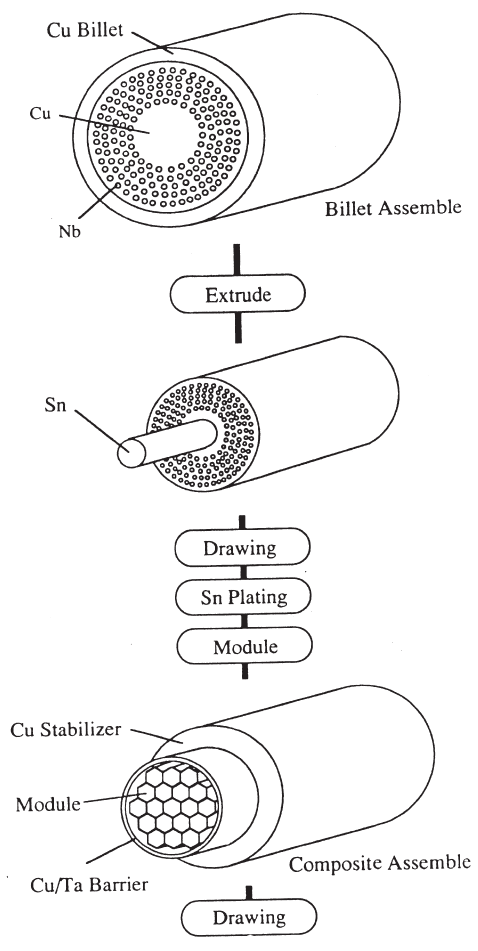 Cu Billet
Cu
Nb
Billet Assemble
Extrude
Sn
Drawing
Sn Plating
Module
Cu Stabilizer
Module
Cu/Ta Barrier
Composite Assemble
Drawing